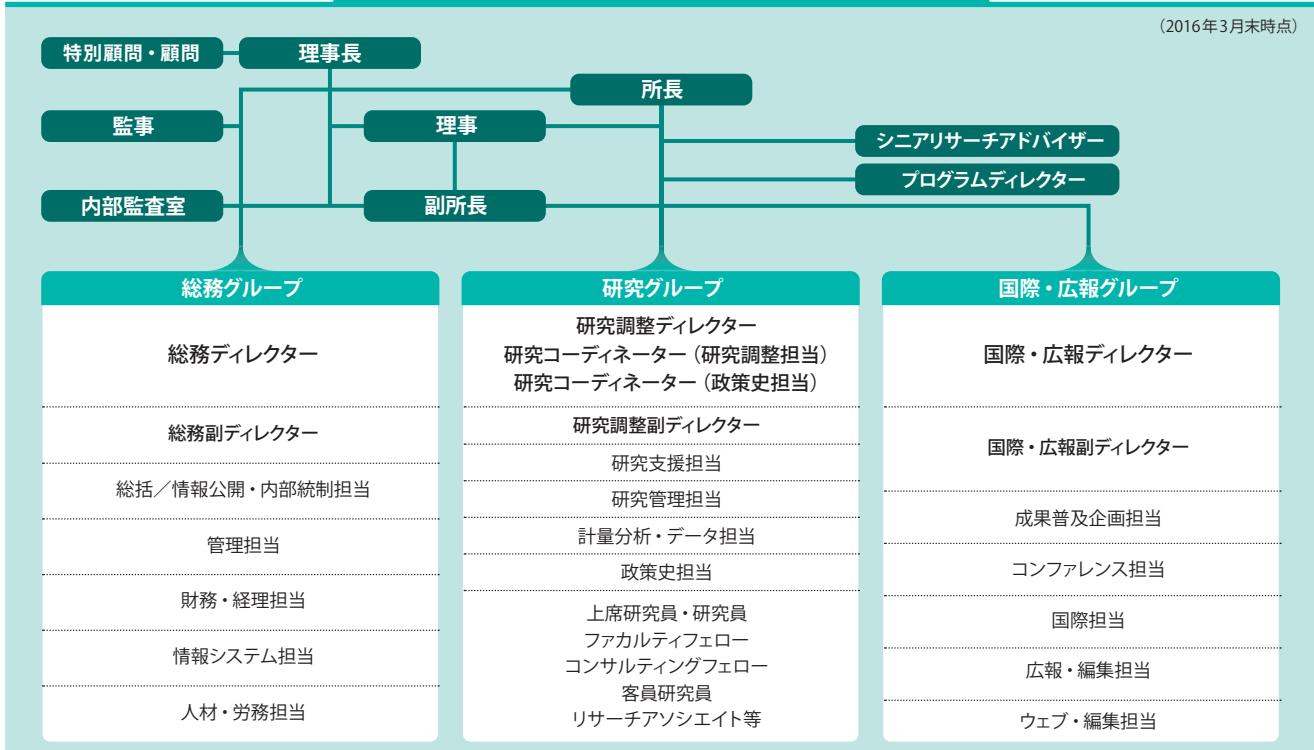 （2016年3月末時点）
特別顧問・顧問
理事長
所長
監事
理事
シニアリサーチアドバイザー
プログラムディレクター
内部監査室
副所長
総務グループ
総務ディレクター
総務副ディレクター
総括／情報公開・内部統制担当
管理担当
財務・経理担当
情報システム担当
人材・労務担当
研究グループ
研究調整ディレクター
研究コーディネーター（研究調整担当）
研究コーディネーター（政策史担当）
研究調整副ディレクター
研究支援担当
研究管理担当
計量分析・データ担当
政策史担当
上席研究員・研究員
ファカルティフェロー
コンサルティングフェロー
客員研究員
リサーチアソシエイト等
国際・広報グループ
国際・広報ディレクター
国際・広報副ディレクター
成果普及企画担当
コンファレンス担当
国際担当
広報・編集担当
ウェブ・編集担当